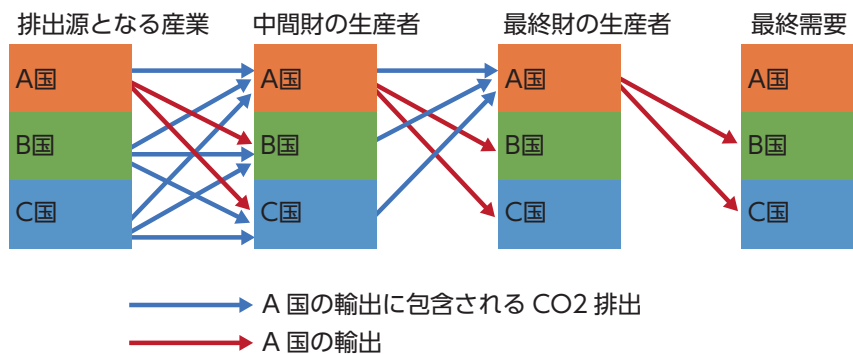 排出源となる産業 中間財の生産者 最終財の生産者 最終需要
A国 A国 A国 A国
B国 B国 B国 B国
C国 C国 C国 C国
A 国の輸出に包含される CO2 排出
A 国の輸出